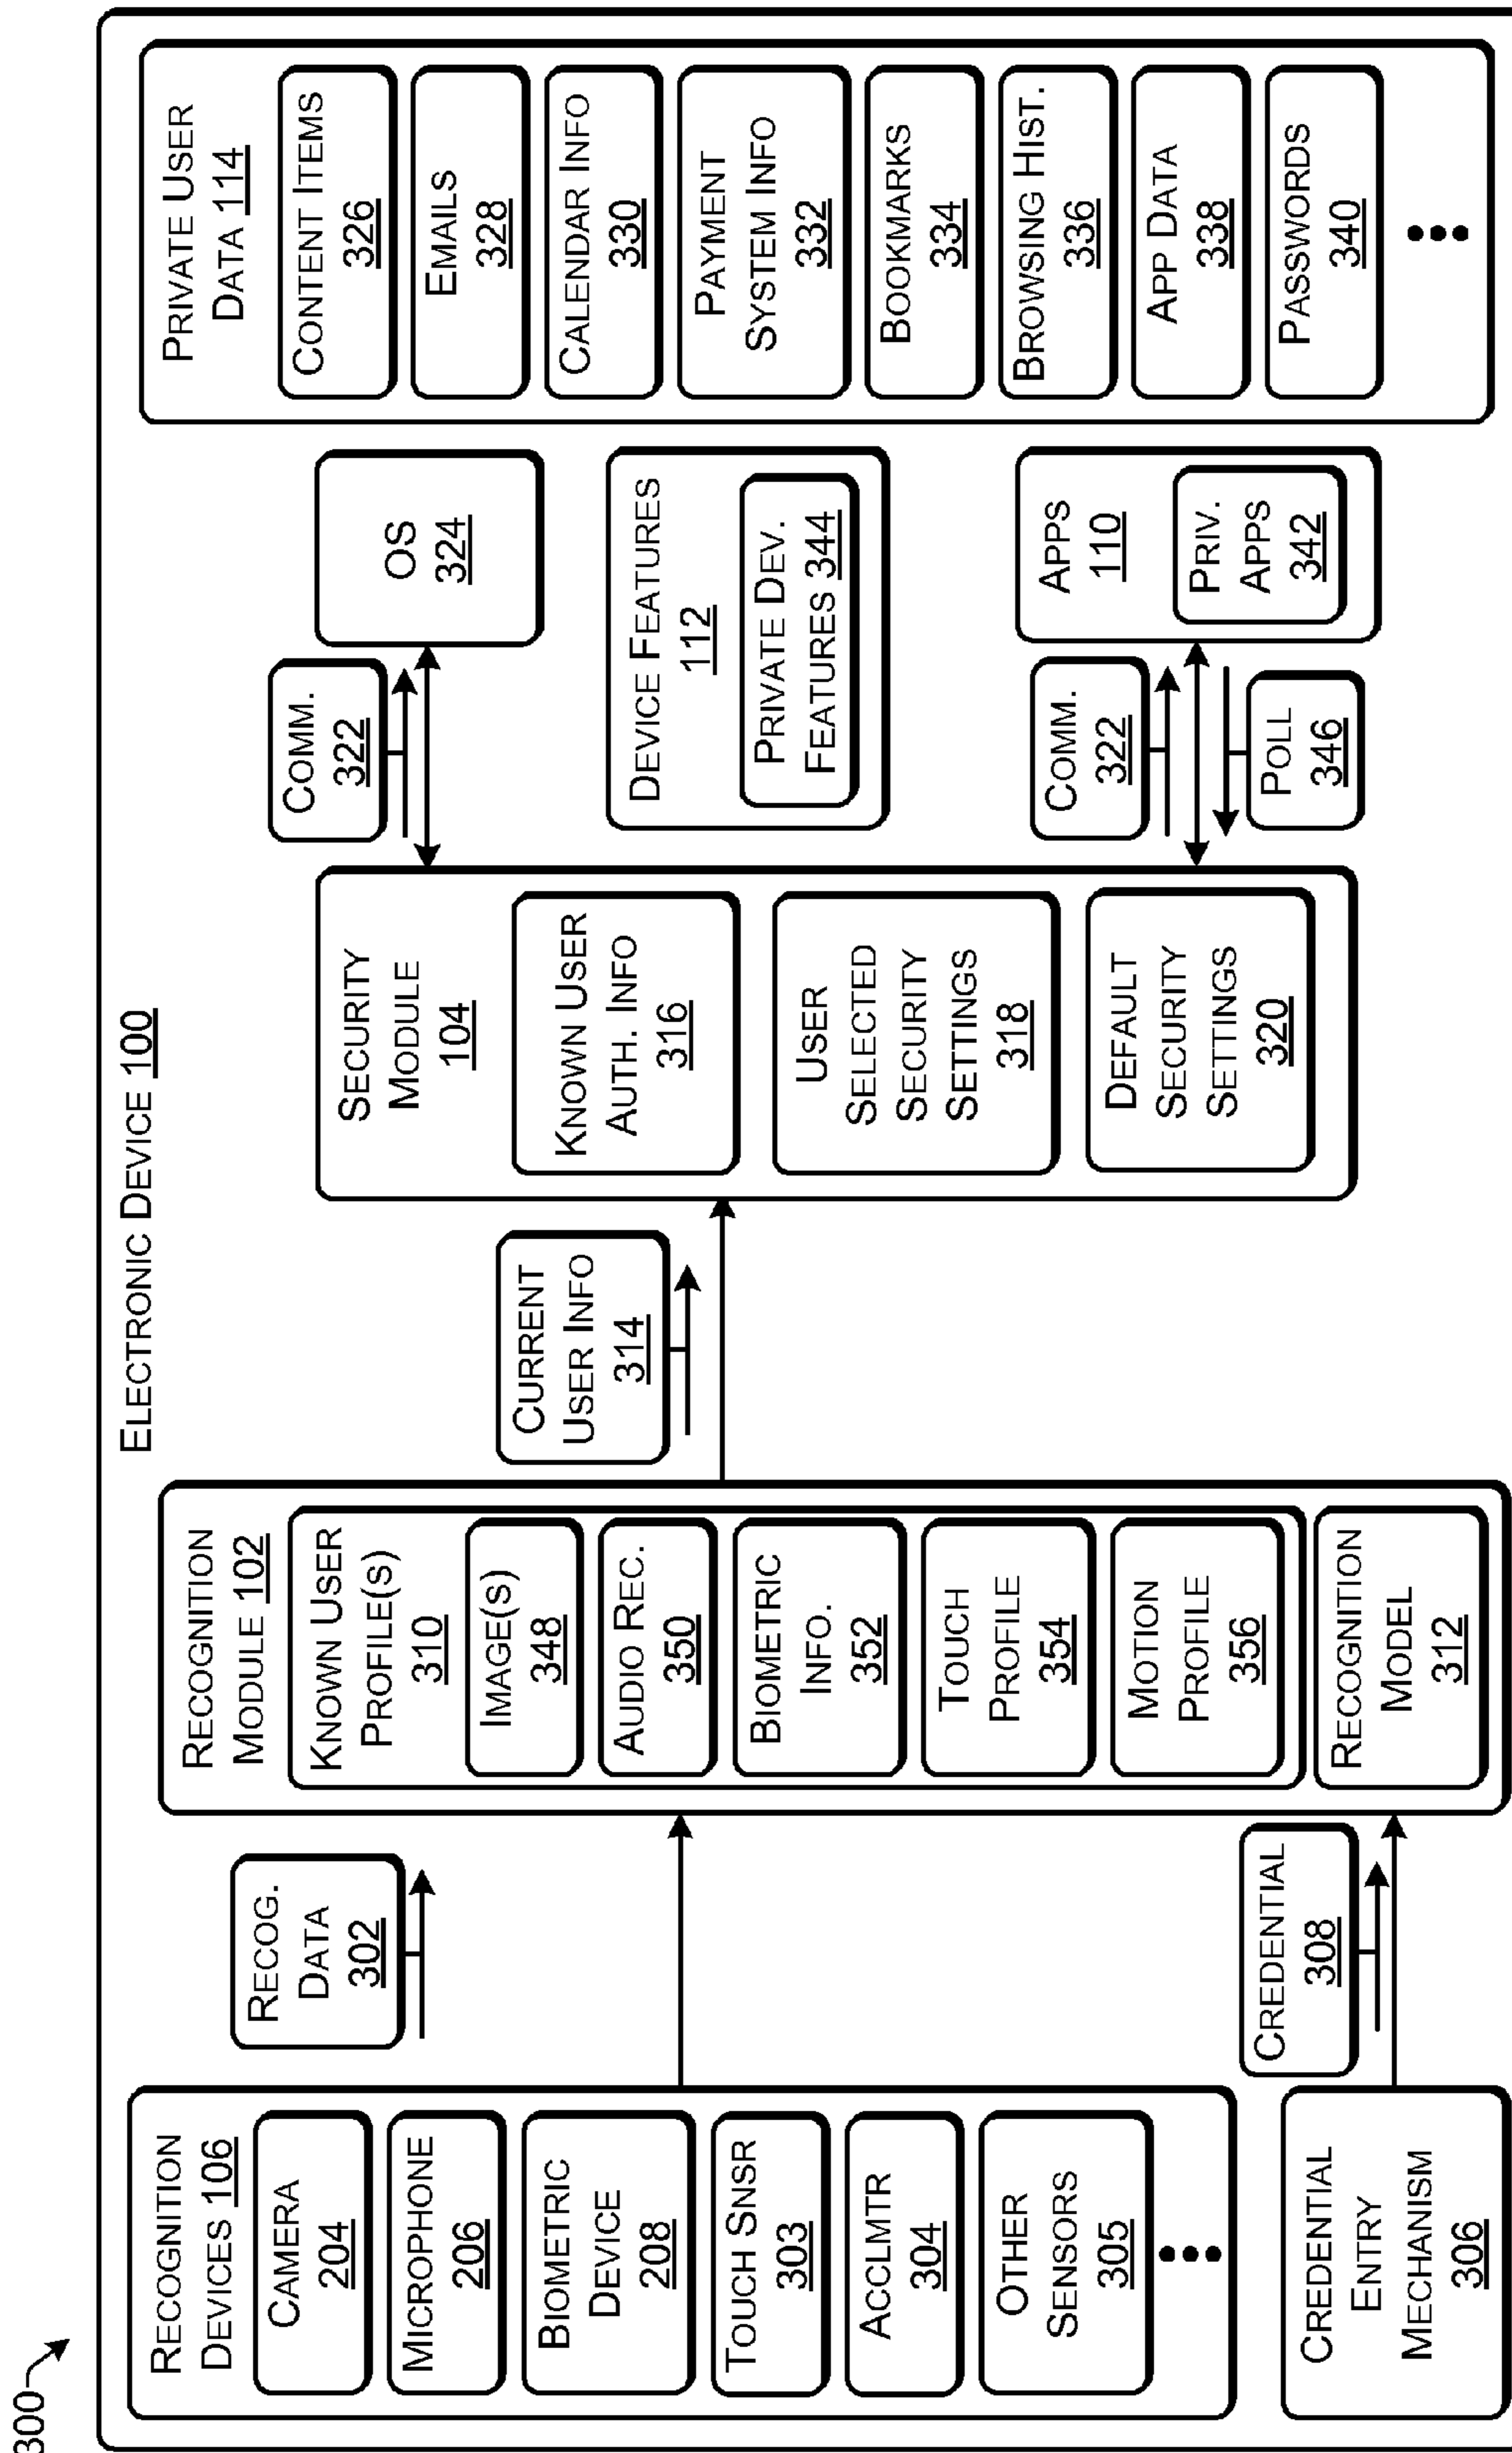 300
ELECTRONIC DEVICE 100
RECOGNITION
DEVICES 106
CAMERA
204
MICROPHONE
206
BIOMETRIC
DEVICE
208
TOUCH SNSR
303
ACCLMTR
304
OTHER
SENSORS
305
CREDENTIAL
ENTRY
MECHANISM
306
RECOG.
DATA
302
CREDENTIAL
308
RECOGNITION
MODULE 102
KNOWN USER
PROFILE(S)
310
IMAGE(S)
348
AUDIO REC.
350
BIOMETRIC
INFO.
352
TOUCH
PROFILE
354
MOTION
PROFILE
356
RECOGNITION
MODEL
312
CURRENT
USER INFO
314
SECURITY
MODULE
104
KNOWN USER
AUTH. INFO
316
USER
SELECTED
SECURITY
SETTINGS
318
DEFAULT
SECURITY
SETTINGS
320
COMM.
322
OS
324
DEVICE FEATURES
112
PRIVATE DEV.
FEATURES 344
COMM.
322
POLL
346
APPS
110
PRIV.
APPS
342
PRIVATE USER
DATA 114
CONTENT ITEMS
326
EMAILS
328
CALENDAR INFO
330
PAYMENT
SYSTEM INFO
332
BOOKMARKS
334
BROWSING HIST.
336
APP DATA
338
PASSWORDS
340